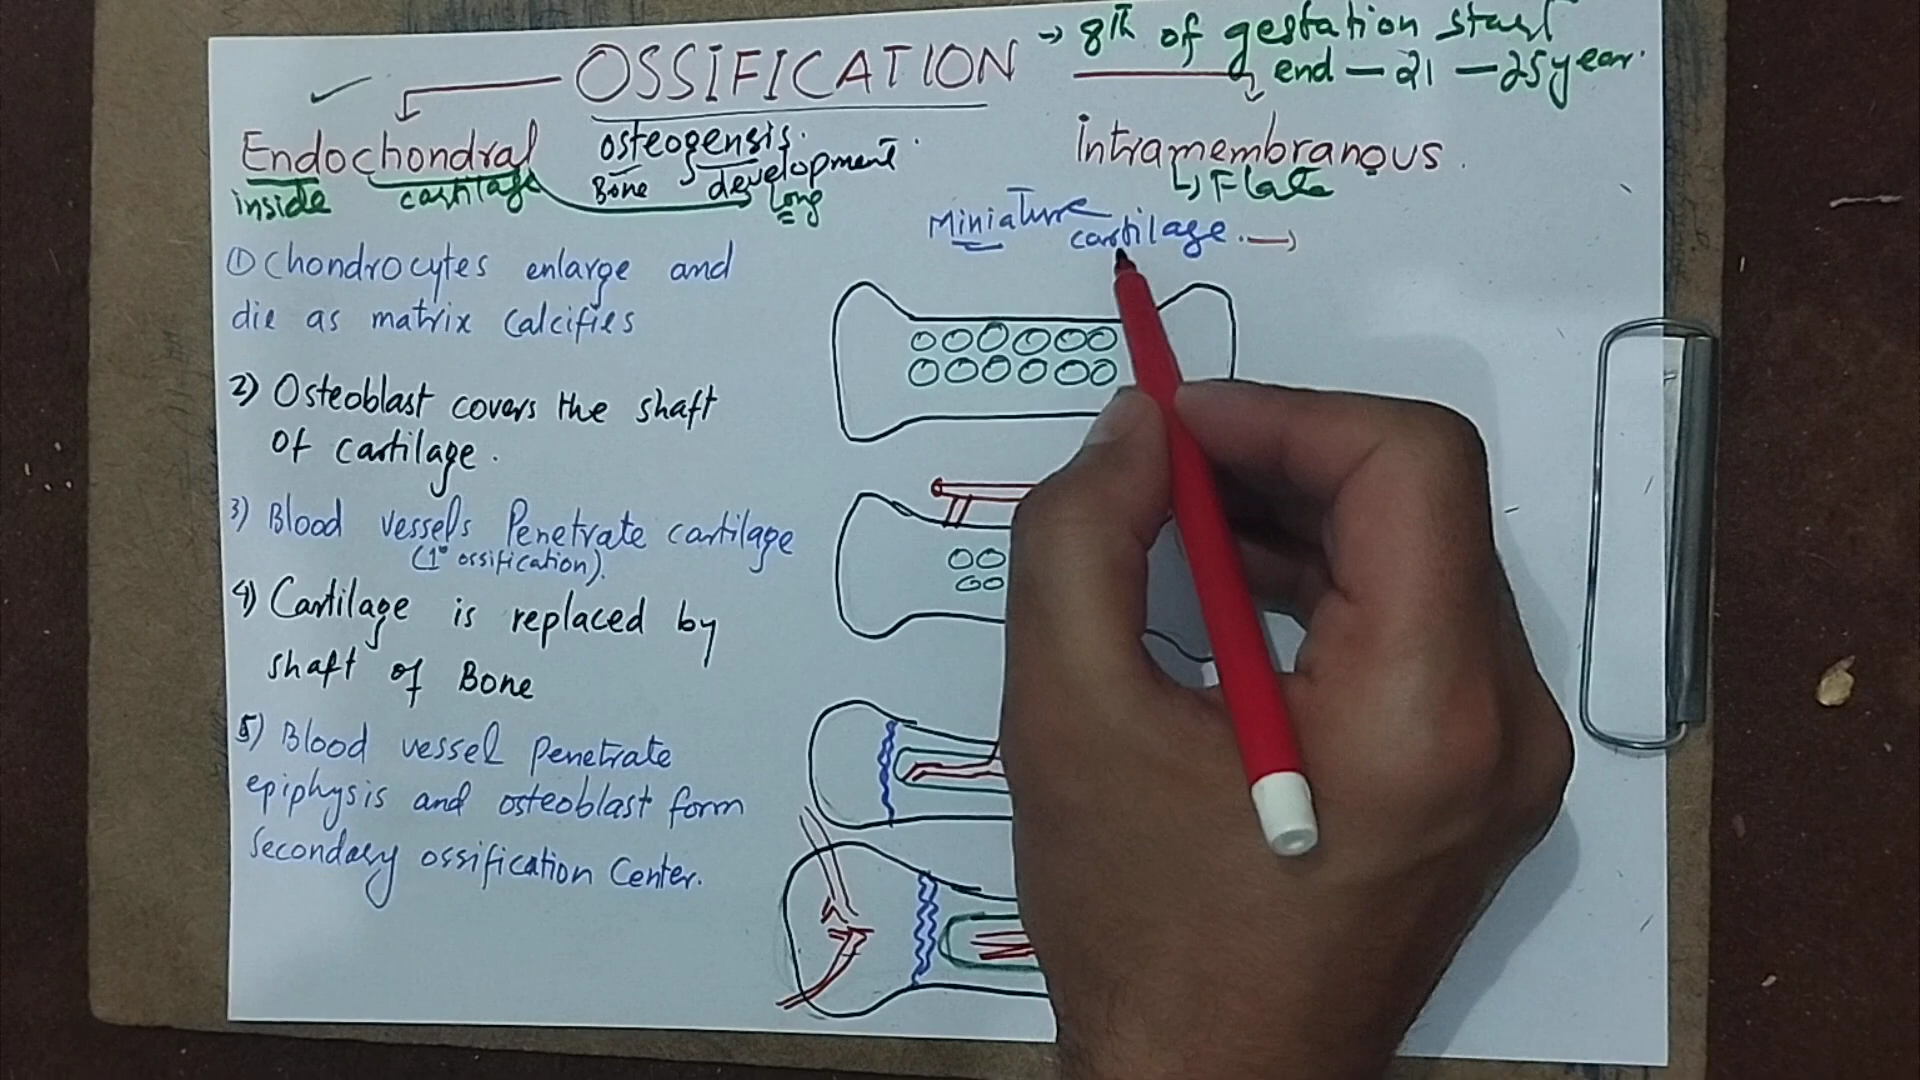 OSSIFICATION → 8th of gestation start
end — 21 — 25 year.
Endochondral
inside cartilage
osteogensis.
Bone development
Long
Intramembranous.
↳ Flate
Miniature
cartilage. →
① Chondrocytes enlarge and
die as matrix calcifies
2) Osteoblast covers the shaft
of cartilage.
3) Blood vessels Penetrate cartilage
(1° ossification).
4) Cartilage is replaced by
shaft of Bone
5) Blood vessel penetrate
epiphysis and osteoblast form
Secondary ossification Center.